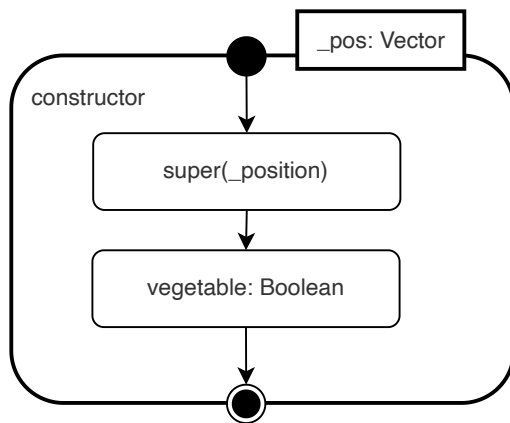 _pos: Vector
constructor
super(_position)
vegetable: Boolean